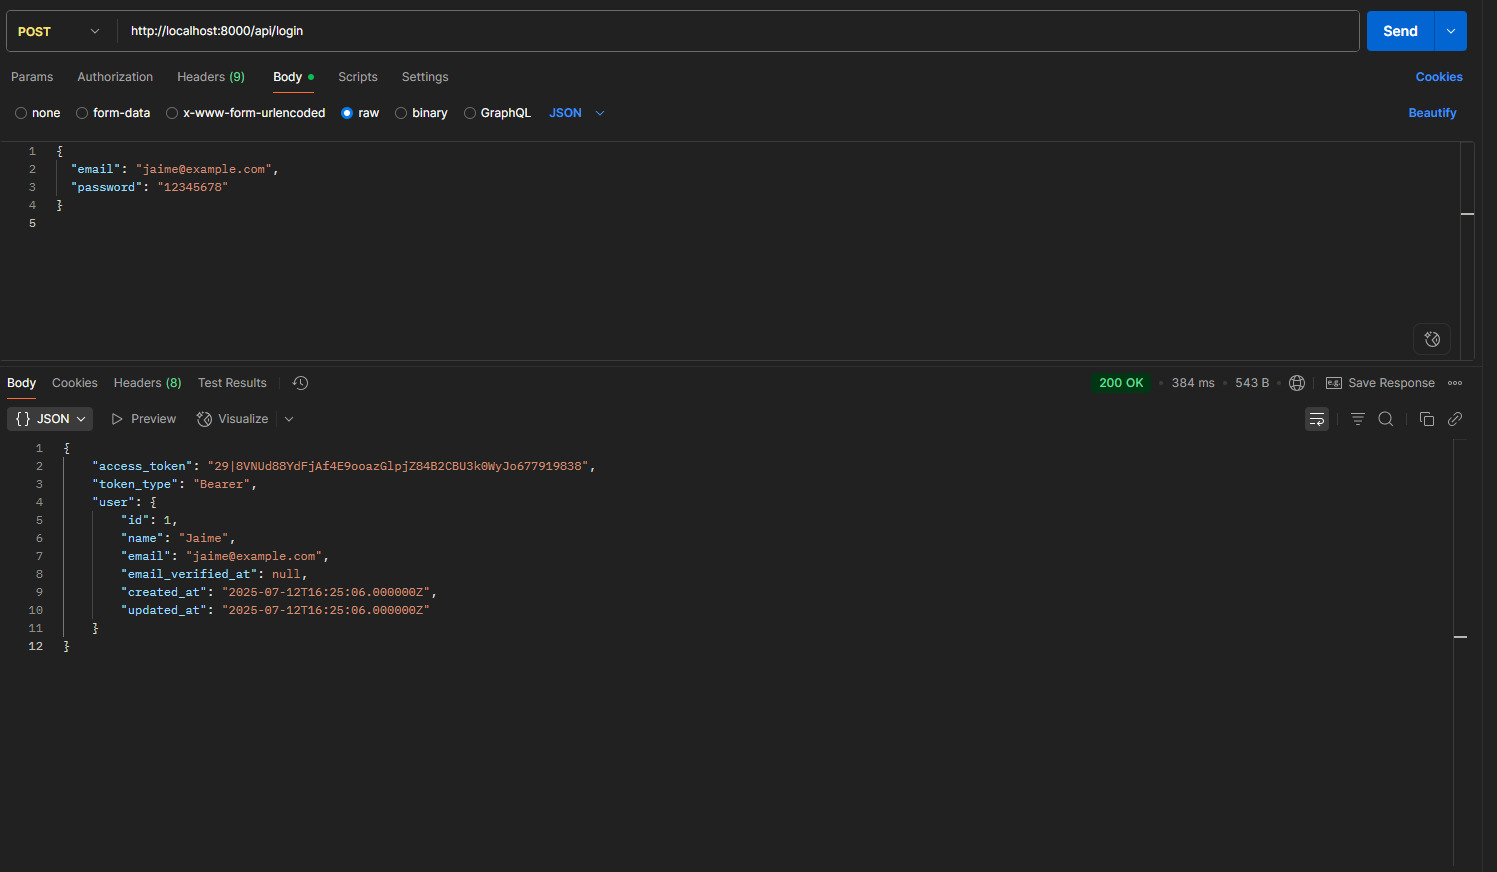 POST http://localhost:8000/api/login Send
Params Authorization Headers (9) Body Scripts Settings Cookies
none form-data x-www-form-urlencoded raw binary GraphQL JSON Beautify
1 {
2 "email": "jaime@example.com",
3 "password": "12345678"
4 }
5
Body Cookies Headers (8) Test Results 200 OK • 384 ms • 543 B • e.g. Save Response
{} JSON Preview Visualize
1 {
2 "access_token": "29|8VNUd88YdFjAf4E9ooazGlpjZ84B2CBU3k0WyJo677919838",
3 "token_type": "Bearer",
4 "user": {
5 "id": 1,
6 "name": "Jaime",
7 "email": "jaime@example.com",
8 "email_verified_at": null,
9 "created_at": "2025-07-12T16:25:06.000000Z",
10 "updated_at": "2025-07-12T16:25:06.000000Z"
11 }
12 }